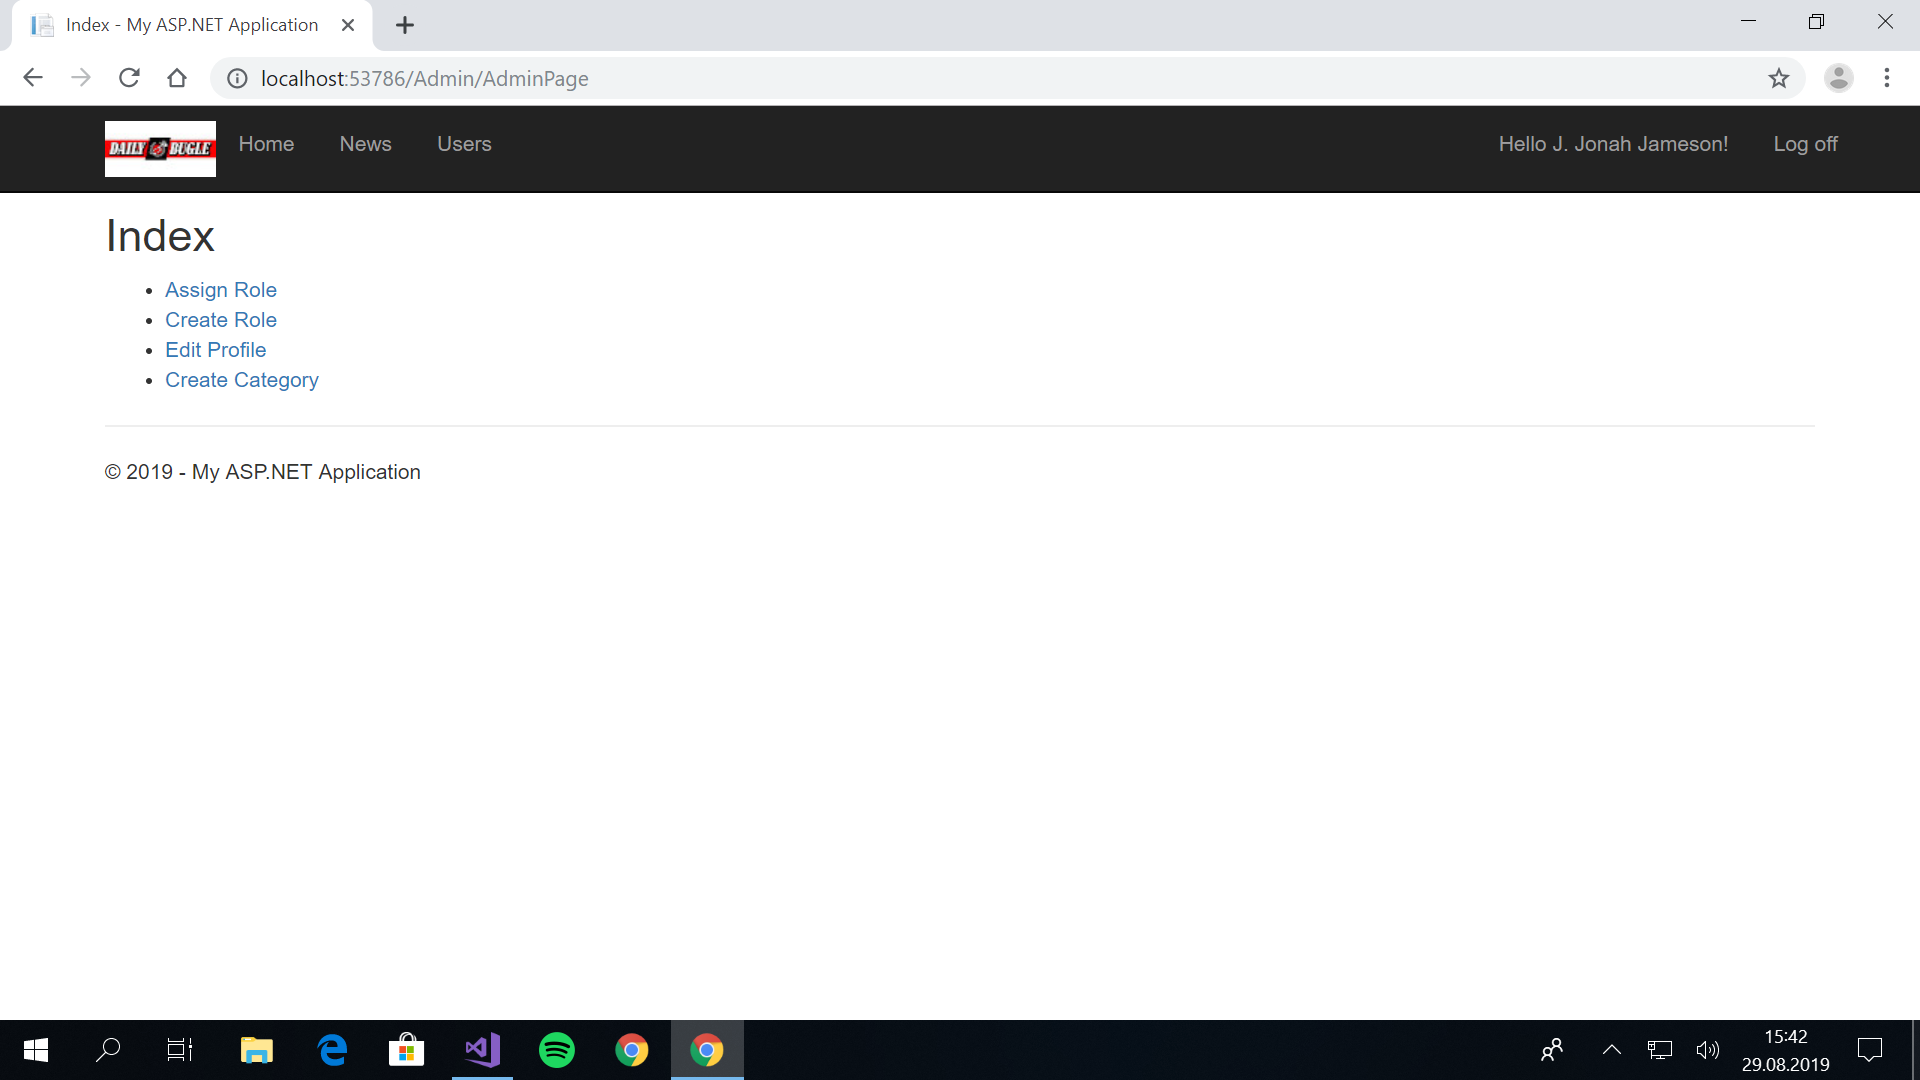 Index - My ASP.NET Application
localhost:53786/Admin/AdminPage
DAILY BUGLE Home News Users Hello J. Jonah Jameson! Log off
Index
Assign Role
Create Role
Edit Profile
Create Category
© 2019 - My ASP.NET Application
15:42
29.08.2019